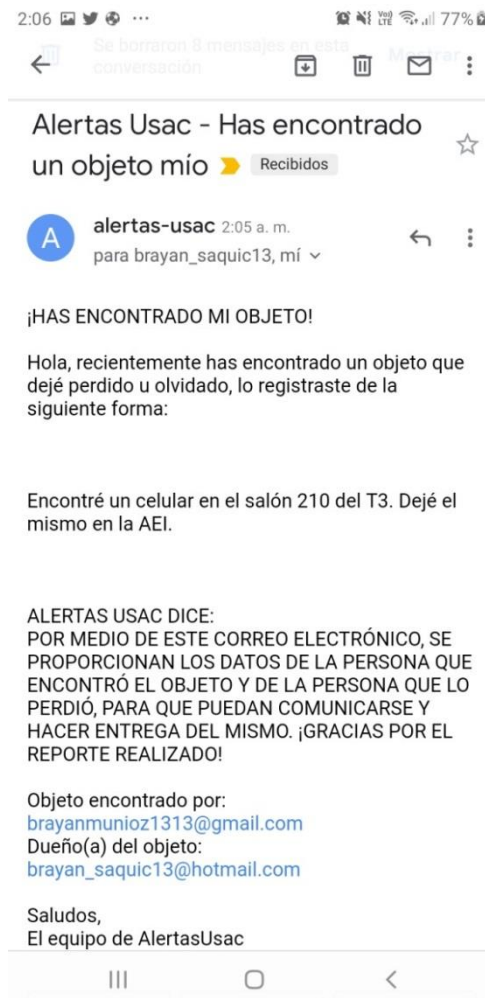 2:06 77%
Se borraron 8 mensajes en esta
conversación
Mostrar
Alertas Usac - Has encontrado
un objeto mío Recibidos
A
alertas-usac 2:05 a. m.
para brayan_saquic13, mí
¡HAS ENCONTRADO MI OBJETO!
Hola, recientemente has encontrado un objeto que
dejé perdido u olvidado, lo registraste de la
siguiente forma:
Encontré un celular en el salón 210 del T3. Dejé el
mismo en la AEI.
ALERTAS USAC DICE:
POR MEDIO DE ESTE CORREO ELECTRÓNICO, SE
PROPORCIONAN LOS DATOS DE LA PERSONA QUE
ENCONTRÓ EL OBJETO Y DE LA PERSONA QUE LO
PERDIÓ, PARA QUE PUEDAN COMUNICARSE Y
HACER ENTREGA DEL MISMO. ¡GRACIAS POR EL
REPORTE REALIZADO!
Objeto encontrado por:
brayanmunioz1313@gmail.com
Dueño(a) del objeto:
brayan_saquic13@hotmail.com
Saludos,
El equipo de AlertasUsac